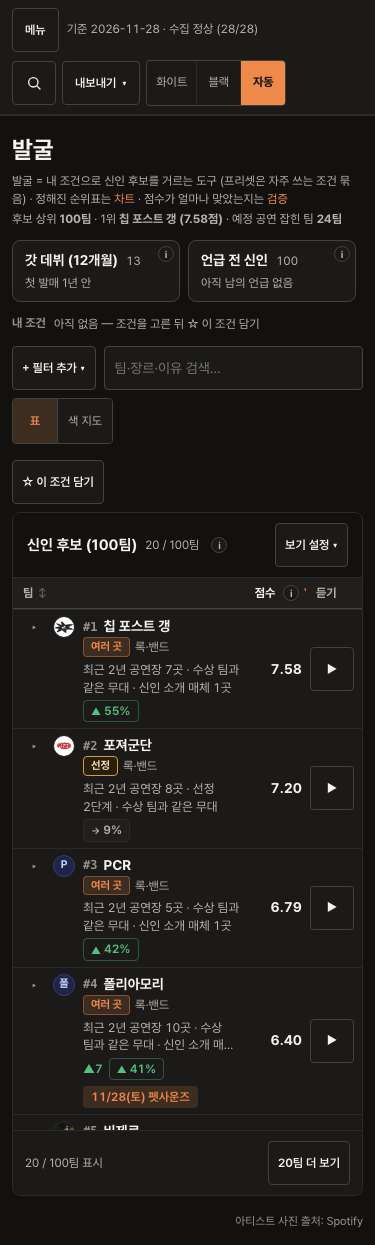 메뉴 기준 2026-11-28 · 수집 정상 (28/28)
내보내기 ▾ 화이트 블랙 자동
발굴
발굴 = 내 조건으로 신인 후보를 거르는 도구 (프리셋은 자주 쓰는 조건 묶
음) · 정해진 순위표는 차트 · 점수가 얼마나 맞았는지는 검증
후보 상위 100팀 · 1위 칩 포스트 갱 (7.58점) · 예정 공연 잡힌 팀 24팀
갓 데뷔 (12개월) 13 i
첫 발매 1년 안
언급 전 신인 100 i
아직 남의 언급 없음
내 조건 아직 없음 — 조건을 고른 뒤 ☆ 이 조건 담기
+ 필터 추가 ▾ 팀·장르·이유 검색...
표 색 지도
☆ 이 조건 담기
신인 후보 (100팀) 20 / 100팀 i 보기 설정 ▾
팀 ↕ 점수 i 듣기
▸ #1 칩 포스트 갱
여러 곳 록·밴드
최근 2년 공연장 7곳 · 수상 팀과
같은 무대 · 신인 소개 매체 1곳
▲ 55%
7.58 ▶
▸ #2 포져군단
선정 록·밴드
최근 2년 공연장 8곳 · 선정
2단계 · 수상 팀과 같은 무대
→ 9%
7.20 ▶
▸ P #3 PCR
여러 곳 록·밴드
최근 2년 공연장 5곳 · 수상 팀과
같은 무대 · 신인 소개 매체 1곳
▲ 42%
6.79 ▶
▸ 폴 #4 폴리아모리
여러 곳 록·밴드
최근 2년 공연장 10곳 · 수상
팀과 같은 무대 · 신인 소개 매...
▲7 ▲ 41%
11/28(토) 펫사운즈
6.40 ▶
20 / 100팀 표시 20팀 더 보기
아티스트 사진 출처: Spotify